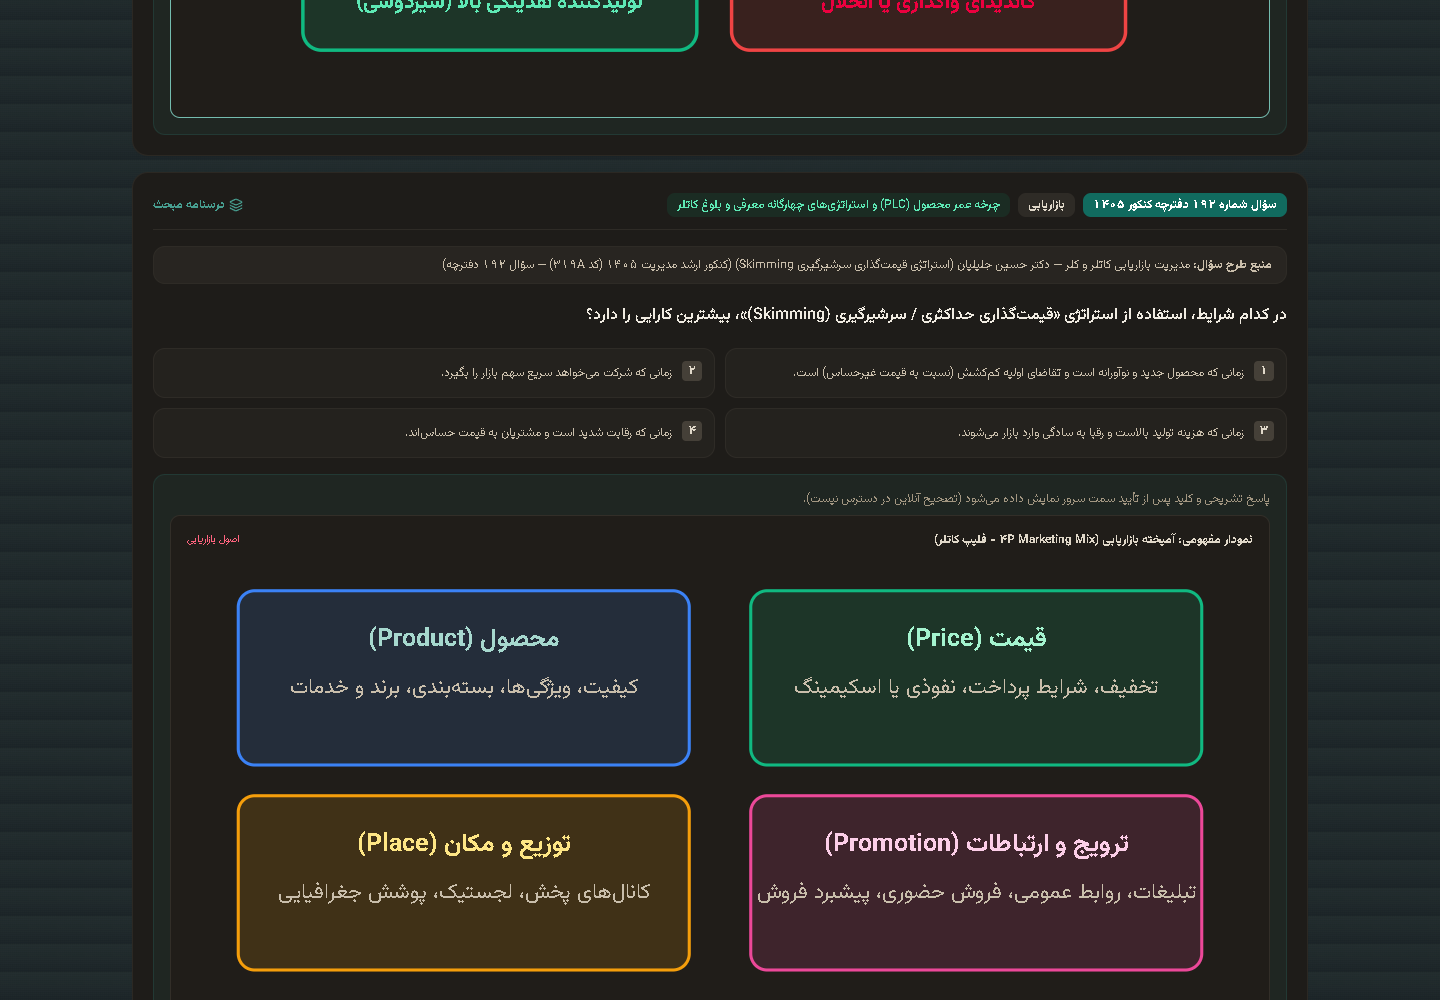 کاندیدای واگذاری یا انحلال
تولیدکننده نقدینگی بالا (شیردوشی)
سؤال شماره ۱۹۲ دفترچه کنکور ۱۴۰۵
بازاریابی
چرخه عمر محصول (PLC) و استراتژی‌های چهارگانه معرفی و بلوغ کاتلر
درسنامه مبحث
منبع طرح سؤال: مدیریت بازاریابی کاتلر و کلر — دکتر حسین جلیلیان (استراتژی قیمت‌گذاری سرشیرگیری Skimming) (کنکور ارشد مدیریت ۱۴۰۵ (کد ۳۱۹A) — سؤال ۱۹۲ دفترچه)
در کدام شرایط، استفاده از استراتژی «قیمت‌گذاری حداکثری / سرشیرگیری (Skimming)»، بیشترین کارایی را دارد؟
۱ زمانی که محصول جدید و نوآورانه است و تقاضای اولیه کم‌کشش (نسبت به قیمت غیرحساس) است.
۲ زمانی که شرکت می‌خواهد سریع سهم بازار را بگیرد.
۳ زمانی که هزینه تولید بالاست و رقبا به سادگی وارد بازار می‌شوند.
۴ زمانی که رقابت شدید است و مشتریان به قیمت حساس‌اند.
پاسخ تشریحی و کلید پس از تأیید سمت سرور نمایش داده می‌شود (تصحیح آنلاین در دسترس نیست).
نمودار مفهومی: آمیخته بازاریابی (۴P Marketing Mix - فلیپ کاتلر)
اصول بازاریابی
قیمت (Price)
تخفیف، شرایط پرداخت، نفوذی یا اسکیمینگ
محصول (Product)
کیفیت، ویژگی‌ها، بسته‌بندی، برند و خدمات
ترویج و ارتباطات (Promotion)
تبلیغات، روابط عمومی، فروش حضوری، پیشبرد فروش
توزیع و مکان (Place)
کانال‌های پخش، لجستیک، پوشش جغرافیایی